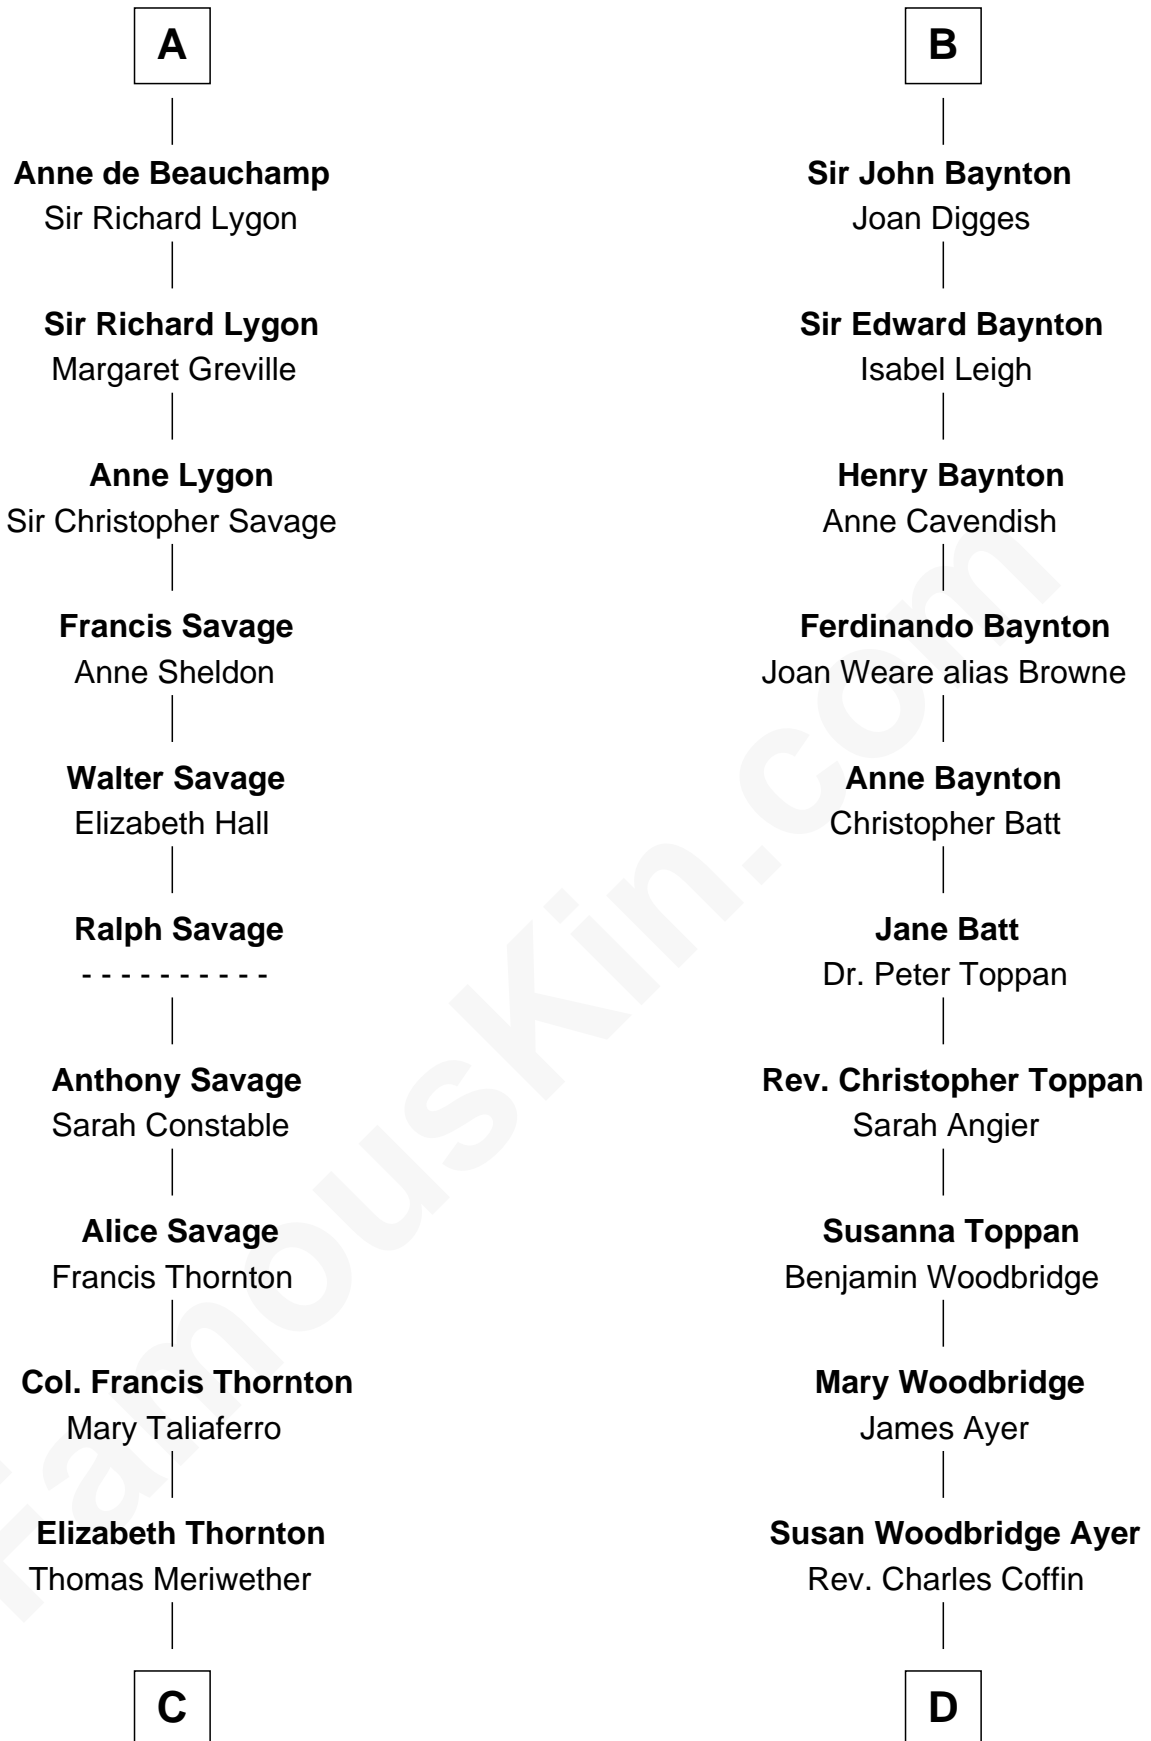 A
Anne de Beauchamp
Sir Richard Lygon
Sir Richard Lygon
Margaret Greville
Anne Lygon
Sir Christopher Savage
Francis Savage
Anne Sheldon
Walter Savage
Elizabeth Hall
Ralph Savage
- - - - - - - - - -
Anthony Savage
Sarah Constable
Alice Savage
Francis Thornton
Col. Francis Thornton
Mary Taliaferro
Elizabeth Thornton
Thomas Meriwether
C
B
Sir John Baynton
Joan Digges
Sir Edward Baynton
Isabel Leigh
Henry Baynton
Anne Cavendish
Ferdinando Baynton
Joan Weare alias Browne
Anne Baynton
Christopher Batt
Jane Batt
Dr. Peter Toppan
Rev. Christopher Toppan
Sarah Angier
Susanna Toppan
Benjamin Woodbridge
Mary Woodbridge
James Ayer
Susan Woodbridge Ayer
Rev. Charles Coffin
D
FamousKin.com